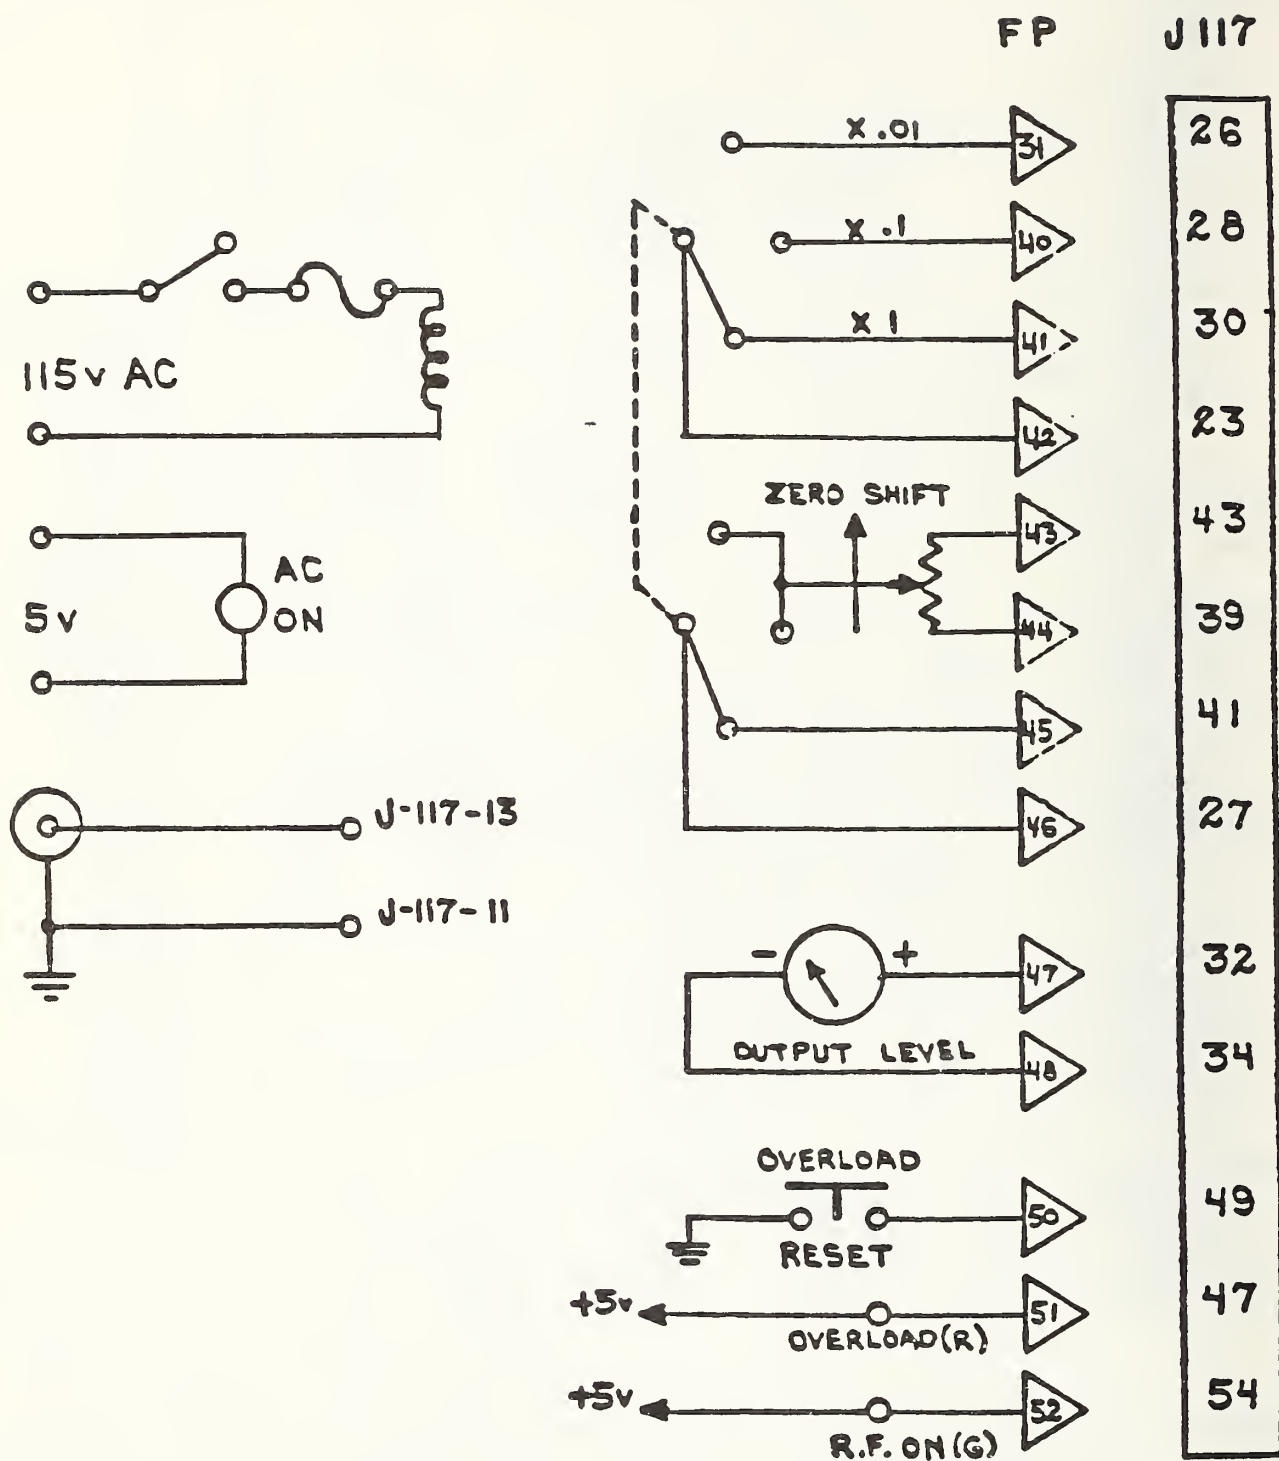 FP J 117
X .01 31 26
X .1 40 28
X 1 41 30
115v AC
42 23
ZERO SHIFT
43 43
AC
ON
5v
44 39
45 41
J-117-13
46 27
J-117-11
- + 47 32
OUTPUT LEVEL
48 34
OVERLOAD
50 49
RESET
+5v 51 47
OVERLOAD(R)
+5v 52 54
R.F. ON(G)